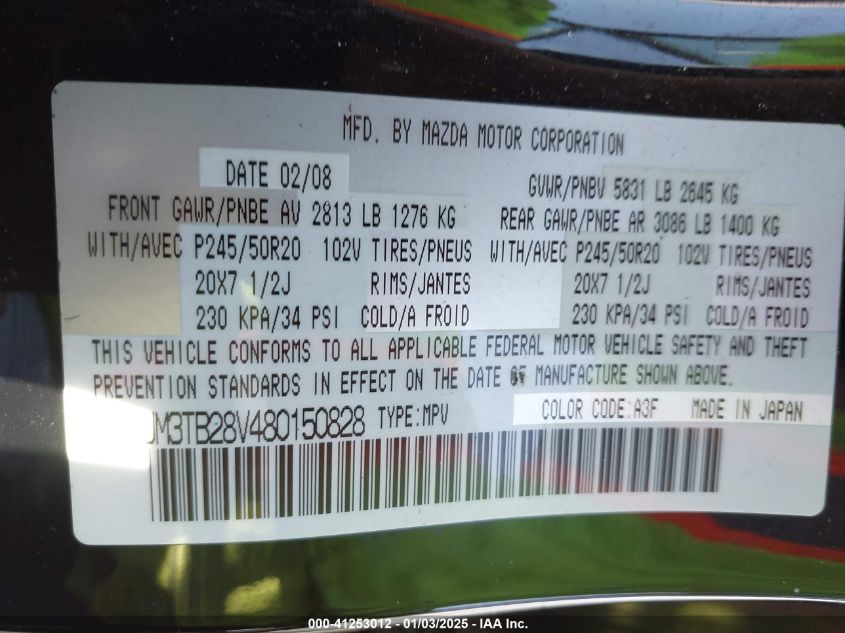 MFD. BY MAZDA MOTOR CORPORATION
DATE 02/08 GVWR/PNBV 5831 LB 2645 KG
FRONT GAWR/PNBE AV 2813 LB 1276 KG REAR GAWR/PNBE AR 3086 LB 1400 KG
WITH/AVEC P245/50R20 102V TIRES/PNEUS WITH/AVEC P245/50R20 102V TIRES/PNEUS
20X7 1/2J RIMS/JANTES 20X7 1/2J RIMS/JANTES
230 KPA/34 PSI COLD/A FROID 230 KPA/34 PSI COLD/A FROID
THIS VEHICLE CONFORMS TO ALL APPLICABLE FEDERAL MOTOR VEHICLE SAFETY AND THEFT
PREVENTION STANDARDS IN EFFECT ON THE DATE OF MANUFACTURE SHOWN ABOVE.
JM3TB28V480150828 TYPE:MPV COLOR CODE:A3F MADE IN JAPAN
000-41253012 - 01/03/2025 - IAA Inc.